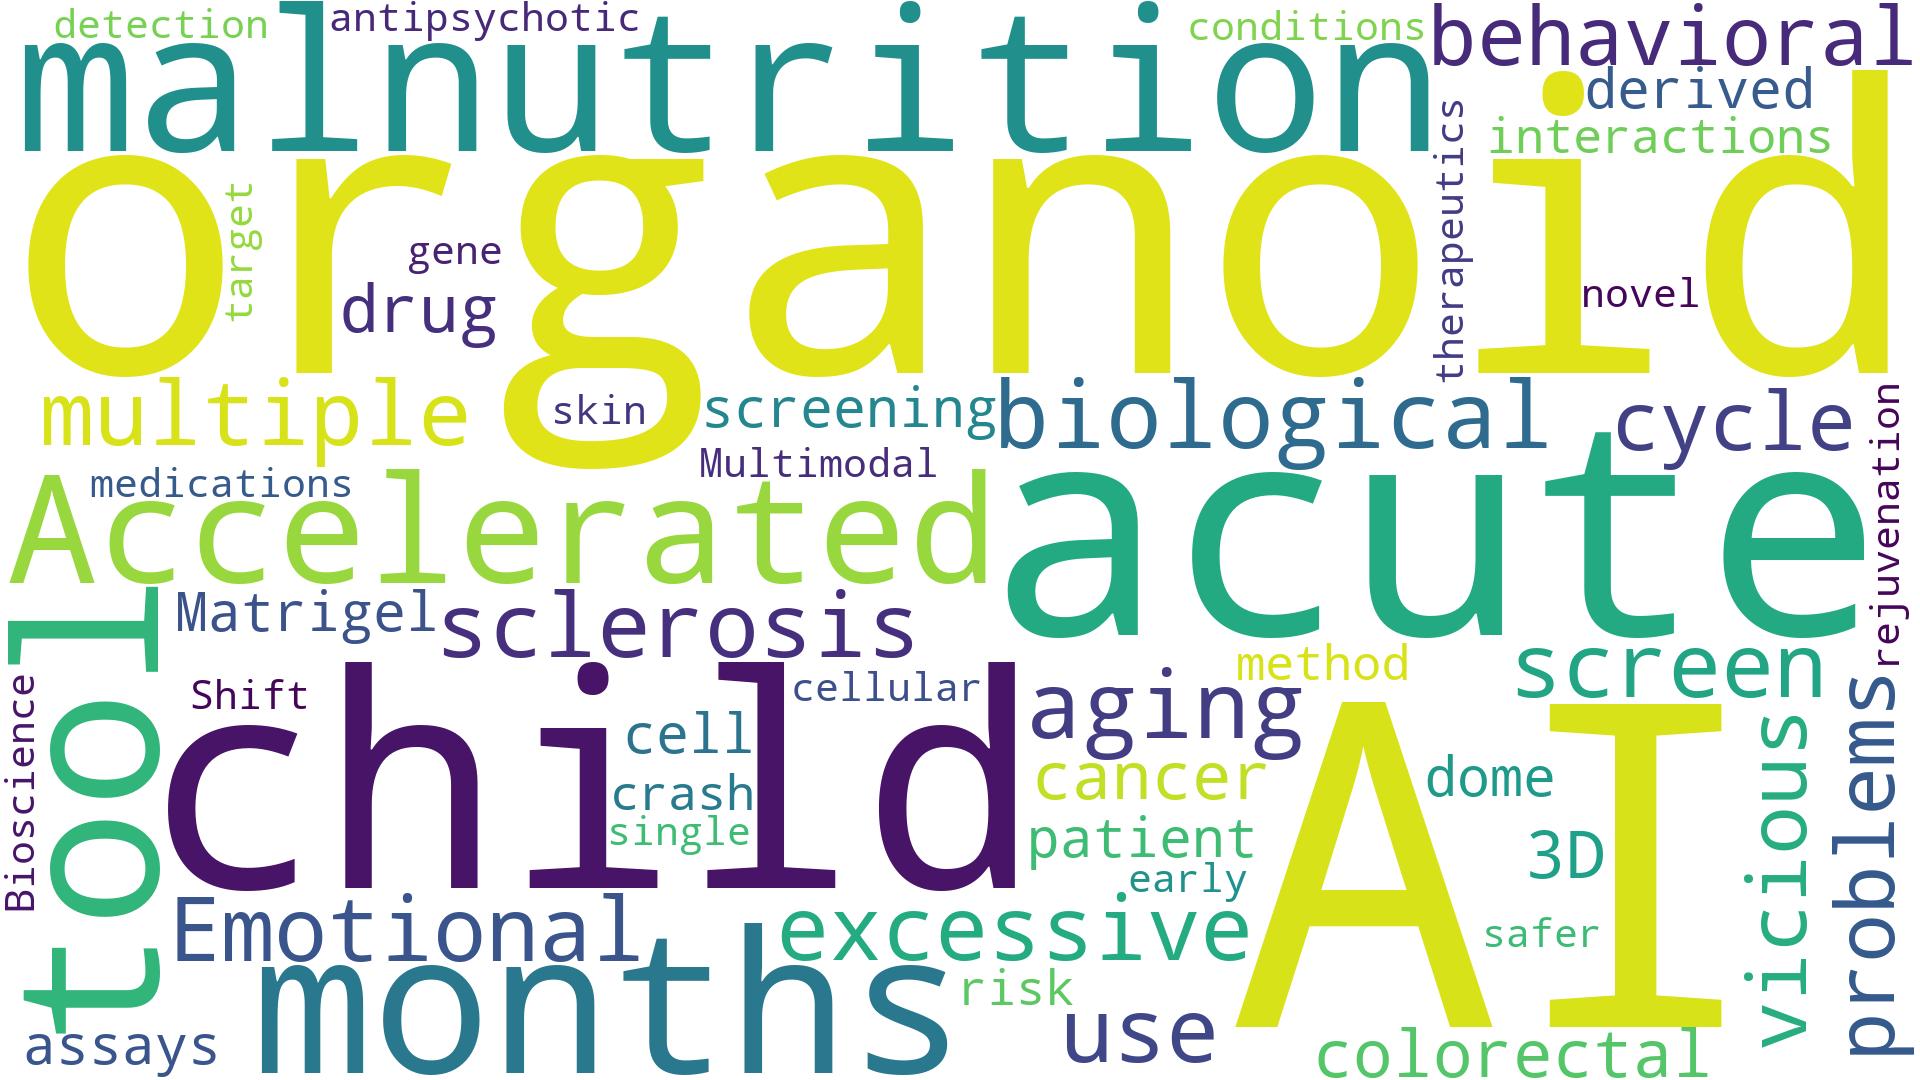 detection
antipsychotic
conditions
behavioral
malnutrition
derived
interactions
organoid
target
gene
drug
therapeutics
novel
multiple
skin
screening
biological
cycle
rejuvenation
Multimodal
medications
Accelerated
acute
Matrigel
sclerosis
tool
method
screen
Bioscience
Shift
child
cellular
aging
problems
cell
AI
vicious
crash
cancer
dome
single
patient
3D
early
Emotional
excessive
safer
months
risk
use
assays
colorectal